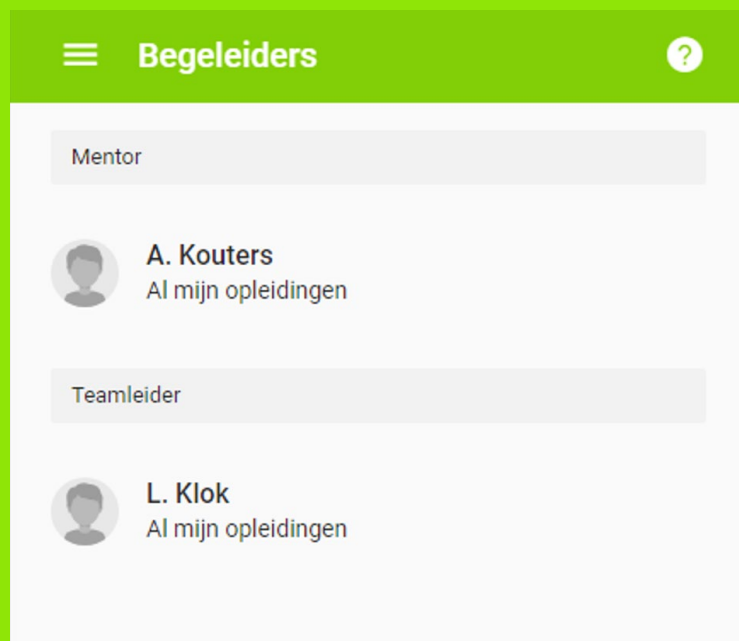 Begeleiders
Mentor
A. Kouters
Al mijn opleidingen
Teamleider
L. Klok
Al mijn opleidingen